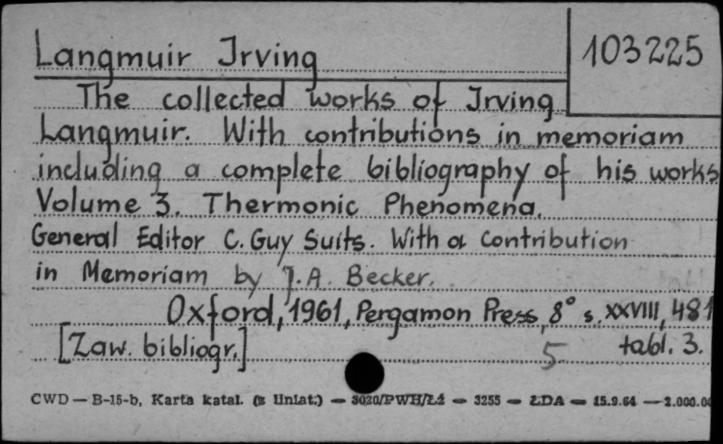 Langmuir Irving 103225
The collected works of Irving
Langmuir. With contributions in memoriam
including a complete bibliography of his works
Volume 3. Thermonic Phenomena.
General Editor C. Guy Suits. With a contribution
in Memoriam by J.A. Becker.
Oxford, 1961, Pergamon Press, 8° s. XXVIII, 481
[Zaw. bibliogr.] 5 tabl. 3.
CWD — B-15-b, Karta katal. (z liniat.) — 3020/PWH/Łź — 3255 — ŁDA — 15.9.64 — 2.000.00